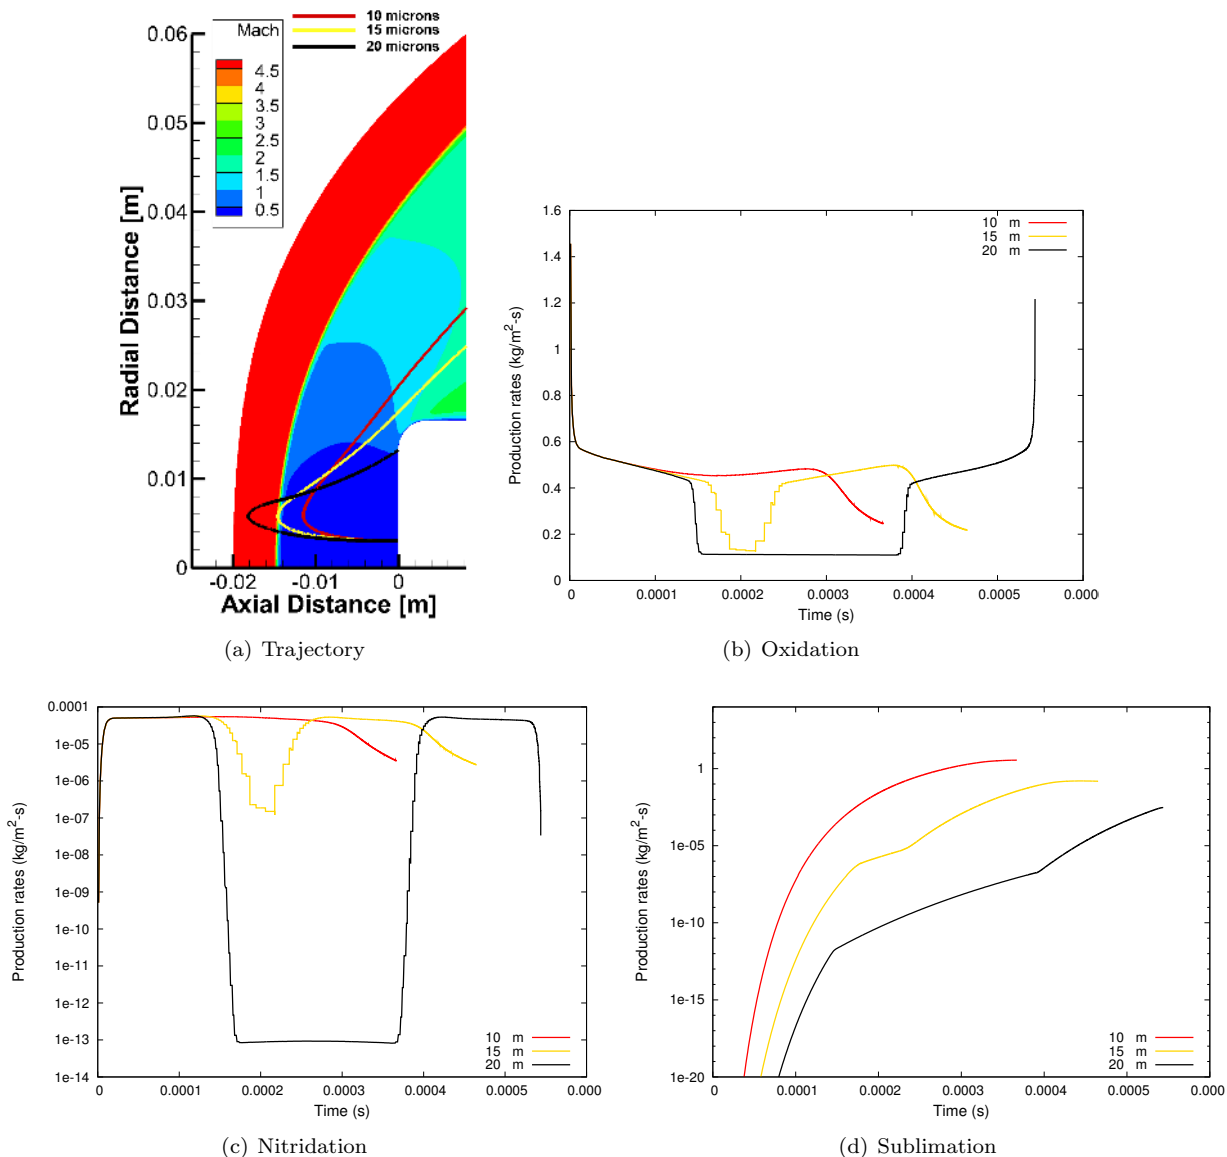 10 microns
15 microns
20 microns
Mach
4.5
4
3.5
3
2.5
2
1.5
1
0.5
0.06
0.05
0.04
0.03
0.02
0.01
0
Radial Distance [m]
-0.02 -0.01 0
Axial Distance [m]
(a) Trajectory
1.6
1.4
1.2
1
0.8
0.6
0.4
0.2
0
Production rates (kg/m²-s)
10 m
15 m
20 m
0 0.0001 0.0002 0.0003 0.0004 0.0005 0.000
Time (s)
(b) Oxidation
0.0001
1e-05
1e-06
1e-07
1e-08
1e-09
1e-10
1e-11
1e-12
1e-13
1e-14
Production rates (kg/m²-s)
10 m
15 m
20 m
0 0.0001 0.0002 0.0003 0.0004 0.0005 0.000
Time (s)
(c) Nitridation
1
1e-05
1e-10
1e-15
1e-20
Production rates (kg/m²-s)
10 m
15 m
20 m
0 0.0001 0.0002 0.0003 0.0004 0.0005 0.000
Time (s)
(d) Sublimation